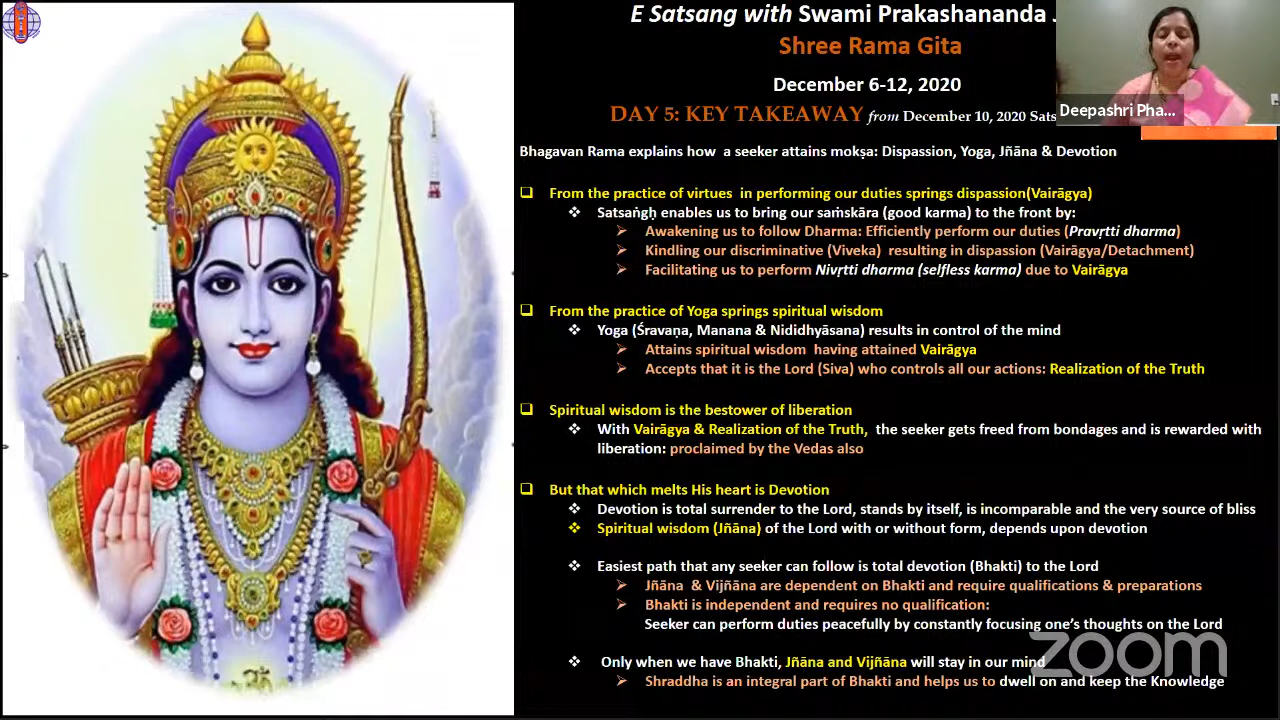 E Satsang with Swami Prakashananda J
Shree Rama Gita
December 6-12, 2020
DAY 5: KEY TAKEAWAY from December 10, 2020 Sats
Deepashri Pha...
Bhagavan Rama explains how a seeker attains mokṣa: Dispassion, Yoga, Jñāna & Devotion
❑ From the practice of virtues in performing our duties springs dispassion(Vairāgya)
❖ Satsaṅgḥ enables us to bring our saṁskāra (good karma) to the front by:
➢ Awakening us to follow Dharma: Efficiently perform our duties (Pravṛtti dharma)
➢ Kindling our discriminative (Viveka) resulting in dispassion (Vairāgya/Detachment)
➢ Facilitating us to perform Nivṛtti dharma (selfless karma) due to Vairāgya
❑ From the practice of Yoga springs spiritual wisdom
❖ Yoga (Śravaṇa, Manana & Nididhyāsana) results in control of the mind
➢ Attains spiritual wisdom having attained Vairāgya
➢ Accepts that it is the Lord (Siva) who controls all our actions: Realization of the Truth
❑ Spiritual wisdom is the bestower of liberation
❖ With Vairāgya & Realization of the Truth, the seeker gets freed from bondages and is rewarded with
liberation: proclaimed by the Vedas also
❑ But that which melts His heart is Devotion
❖ Devotion is total surrender to the Lord, stands by itself, is incomparable and the very source of bliss
❖ Spiritual wisdom (Jñāna) of the Lord with or without form, depends upon devotion
❖ Easiest path that any seeker can follow is total devotion (Bhakti) to the Lord
➢ Jñāna & Vijñāna are dependent on Bhakti and require qualifications & preparations
➢ Bhakti is independent and requires no qualification:
Seeker can perform duties peacefully by constantly focusing one's thoughts on the Lord
❖ Only when we have Bhakti, Jñāna and Vijñāna will stay in our mind
➢ Shraddha is an integral part of Bhakti and helps us to dwell on and keep the Knowledge
zoom